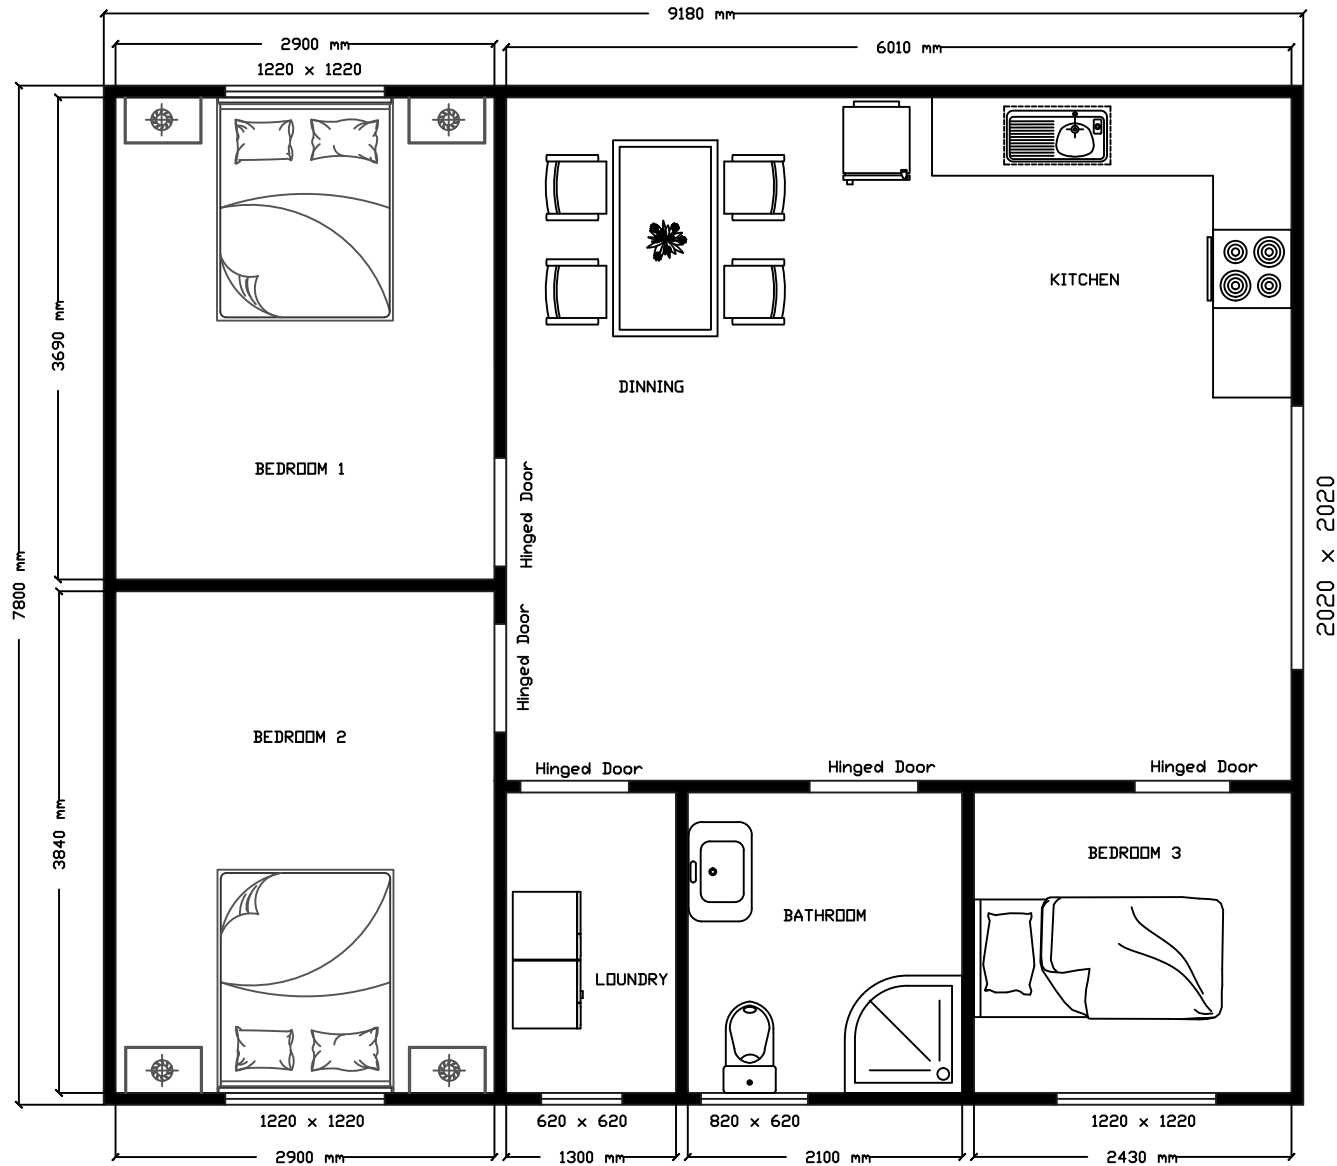 9180 mm
2900 mm
6010 mm
1220 x 1220
3690 mm
KITCHEN
DINNING
BEDROOM 1
Hinged Door
2020 x 2020
7800 mm
Hinged Door
BEDROOM 2
Hinged Door
Hinged Door
Hinged Door
3840 mm
BEDROOM 3
BATHROOM
LOUNDRY
1220 x 1220
620 x 620
820 x 620
1220 x 1220
2900 mm
1300 mm
2100 mm
2430 mm